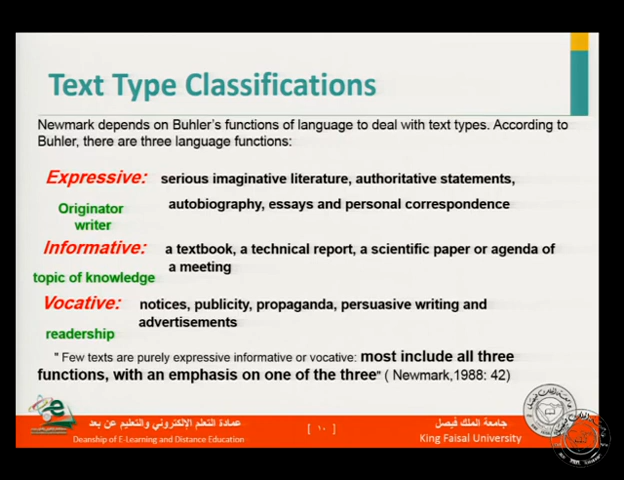 Text Type Classifications
Newmark depends on Buhler's functions of language to deal with text types. According to
Buhler, there are three language functions:
Expressive: serious imaginative literature, authoritative statements,
Originator autobiography, essays and personal correspondence
writer
Informative: a textbook, a technical report, a scientific paper or agenda of
a meeting
topic of knowledge
Vocative: notices, publicity, propaganda, persuasive writing and
advertisements
readership
" Few texts are purely expressive informative or vocative: most include all three
functions, with an emphasis on one of the three" ( Newmark,1988: 42)
عمادة التعلم الإلكتروني والتعليم عن بعد
Deanship of E-Learning and Distance Education
[ ١٠ ]
جامعة الملك فيصل
King Faisal University